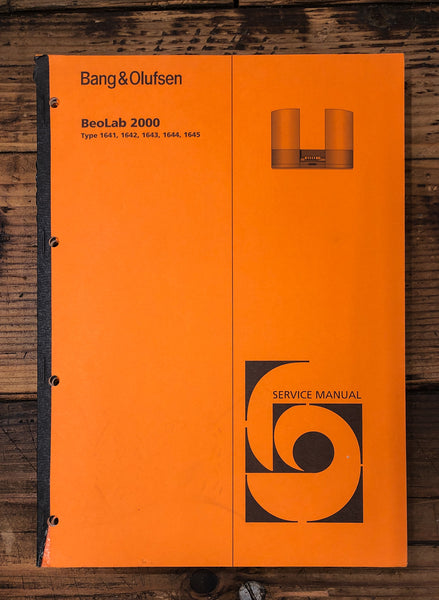 Bang & Olufsen
BeoLab 2000
Type 1641, 1642, 1643, 1644, 1645
SERVICE MANUAL